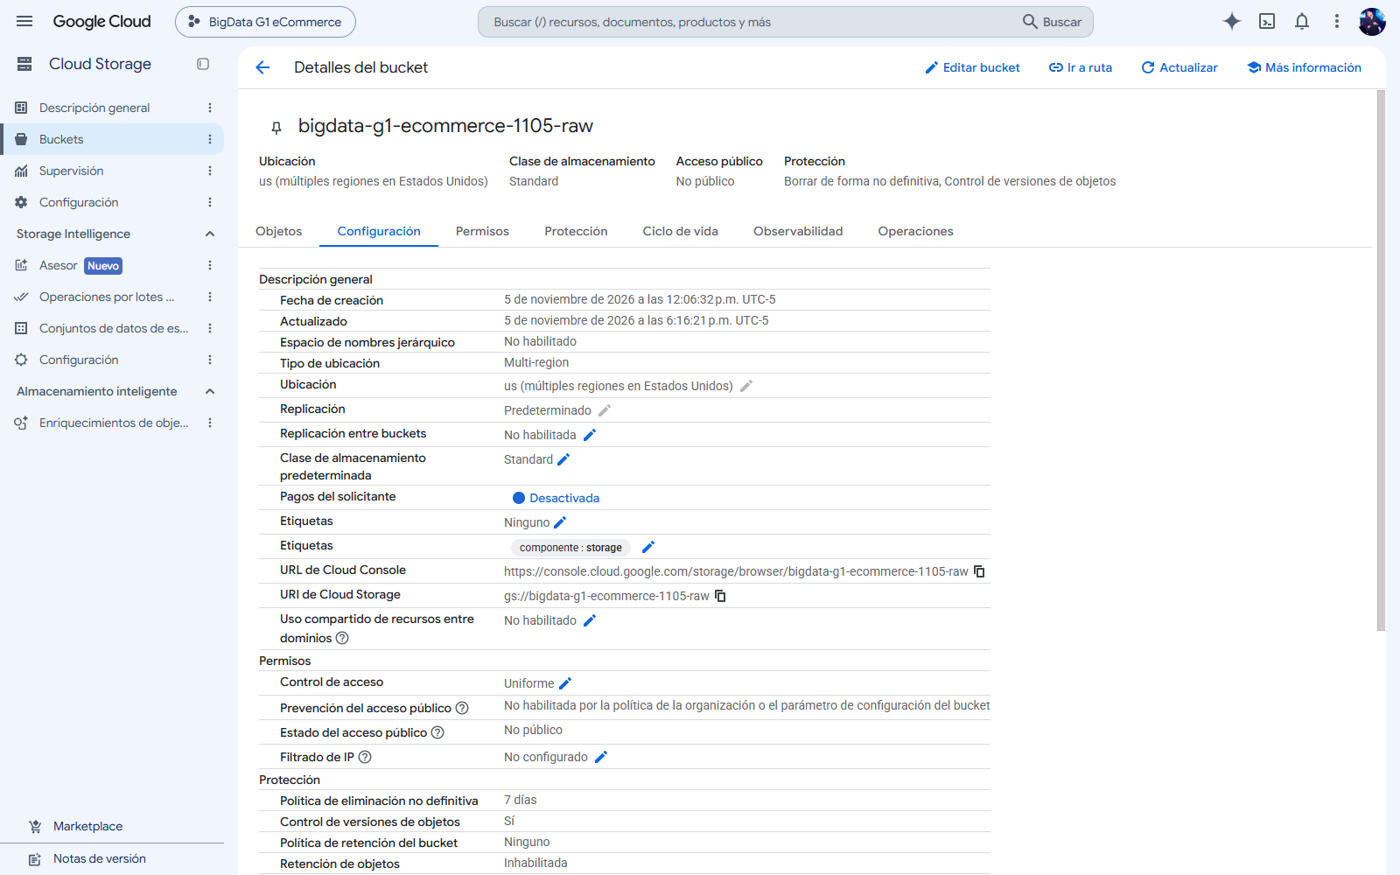 Google Cloud
BigData G1 eCommerce
Buscar (/) recursos, documentos, productos y más
Buscar
Cloud Storage
Descripción general
Buckets
Supervisión
Configuración
Storage Intelligence
Asesor Nuevo
Operaciones por lotes ...
Conjuntos de datos de es...
Configuración
Almacenamiento inteligente
Enriquecimientos de obje...
Marketplace
Notas de versión
Detalles del bucket
Editar bucket
Ir a ruta
Actualizar
Más información
bigdata-g1-ecommerce-1105-raw
Ubicación
us (múltiples regiones en Estados Unidos)
Clase de almacenamiento
Standard
Acceso público
No público
Protección
Borrar de forma no definitiva, Control de versiones de objetos
Objetos
Configuración
Permisos
Protección
Ciclo de vida
Observabilidad
Operaciones
Descripción general
Fecha de creación 5 de noviembre de 2026 a las 12:06:32 p.m. UTC-5
Actualizado 5 de noviembre de 2026 a las 6:16:21 p.m. UTC-5
Espacio de nombres jerárquico No habilitado
Tipo de ubicación Multi-region
Ubicación us (múltiples regiones en Estados Unidos)
Replicación Predeterminado
Replicación entre buckets No habilitada
Clase de almacenamiento predeterminada Standard
Pagos del solicitante Desactivada
Etiquetas Ninguno
Etiquetas componente : storage
URL de Cloud Console https://console.cloud.google.com/storage/browser/bigdata-g1-ecommerce-1105-raw
URI de Cloud Storage gs://bigdata-g1-ecommerce-1105-raw
Uso compartido de recursos entre dominios No habilitado
Permisos
Control de acceso Uniforme
Prevención del acceso público No habilitada por la política de la organización o el parámetro de configuración del bucket
Estado del acceso público No público
Filtrado de IP No configurado
Protección
Política de eliminación no definitiva 7 días
Control de versiones de objetos Sí
Política de retención del bucket Ninguno
Retención de objetos Inhabilitada